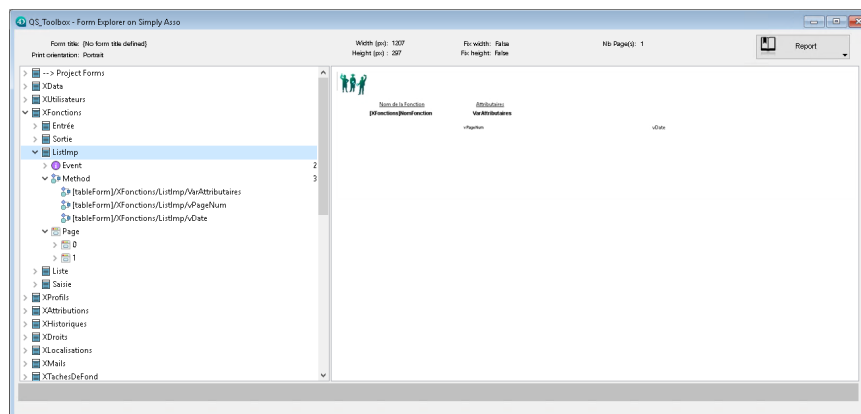 QS_Toolbox - Form Explorer on Simply Asso
Form title: {No form title defined}
Width (px): 1207
Fix width: False
Nb Page(s): 1
Print orientation: Portrait
Height (px) : 297
Fix height: False
Report
--> Project Forms
XData
XUtilisateurs
XFonctions
Entrée
Sortie
ListImp
Event 2
Method 3
[tableForm]/XFonctions/ListImp/VarAttributaires
[tableForm]/XFonctions/ListImp/vPageNum
[tableForm]/XFonctions/ListImp/vDate
Page
0
1
Liste
Saisie
XProfils
XAttributions
XHistoriques
XDroits
XLocalisations
XMails
XTachesDeFond
Nom de la Fonction
Attributaires
[XFonctions]NomFonction
VarAttributaires
vPageNum
vDate